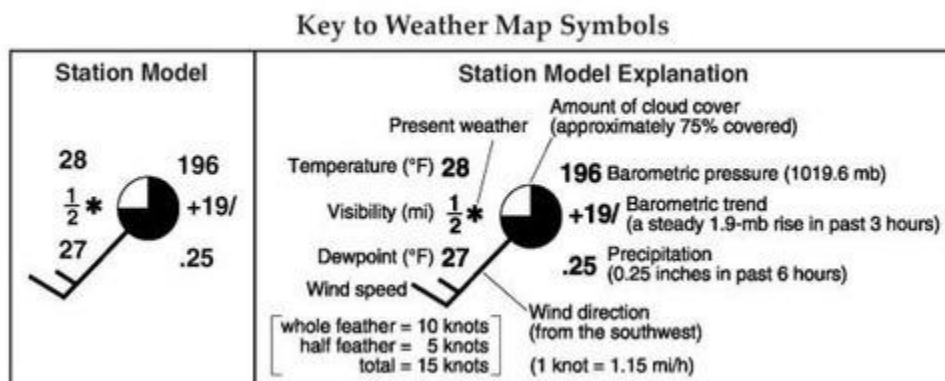 Key to Weather Map Symbols
Station Model
28
196
1/2 *
+19/
27
.25
Station Model Explanation
Amount of cloud cover
(approximately 75% covered)
Present weather
Temperature (°F) 28
196 Barometric pressure (1019.6 mb)
Visibility (mi) 1/2 *
+19/ Barometric trend
(a steady 1.9-mb rise in past 3 hours)
Dewpoint (°F) 27
.25 Precipitation
(0.25 inches in past 6 hours)
Wind speed
whole feather = 10 knots
half feather = 5 knots
total = 15 knots
Wind direction
(from the southwest)
(1 knot = 1.15 mi/h)